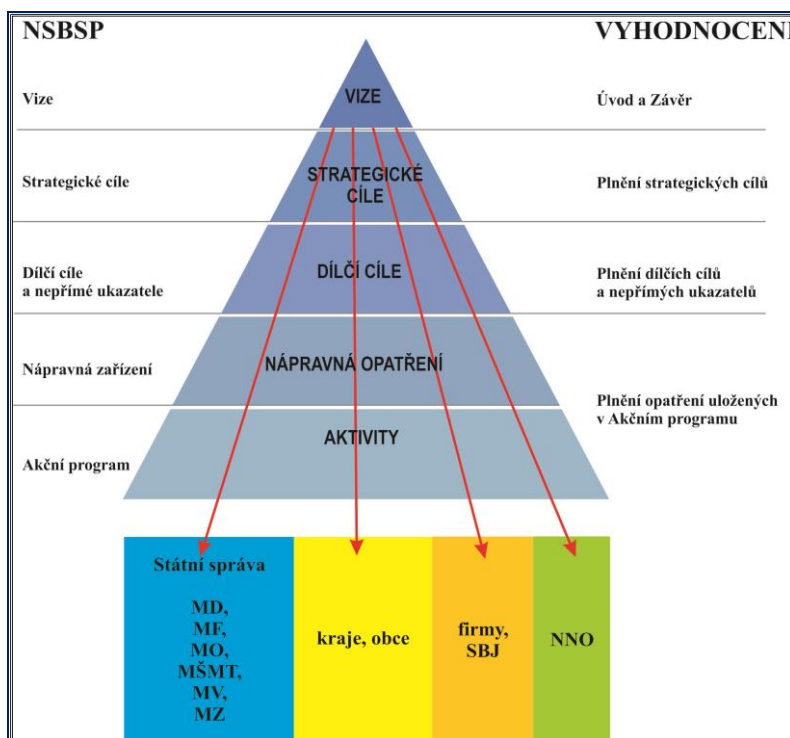 NSBSP
VYHODNOCENÍ
Vize
VIZE
Úvod a Závěr
Strategické cíle
STRATEGICKÉ
CÍLE
Plnění strategických cílů
Dílčí cíle
a nepřímé ukazatele
DÍLČÍ CÍLE
Plnění dílčích cílů
a nepřímých ukazatelů
Nápravná zařízení
NÁPRAVNÁ OPATŘENÍ
Plnění opatření uložených
v Akčním programu
Akční program
AKTIVITY
Státní správa
MD,
MF,
MO,
MŠMT,
MV,
MZ
kraje, obce
firmy,
SBJ
NNO